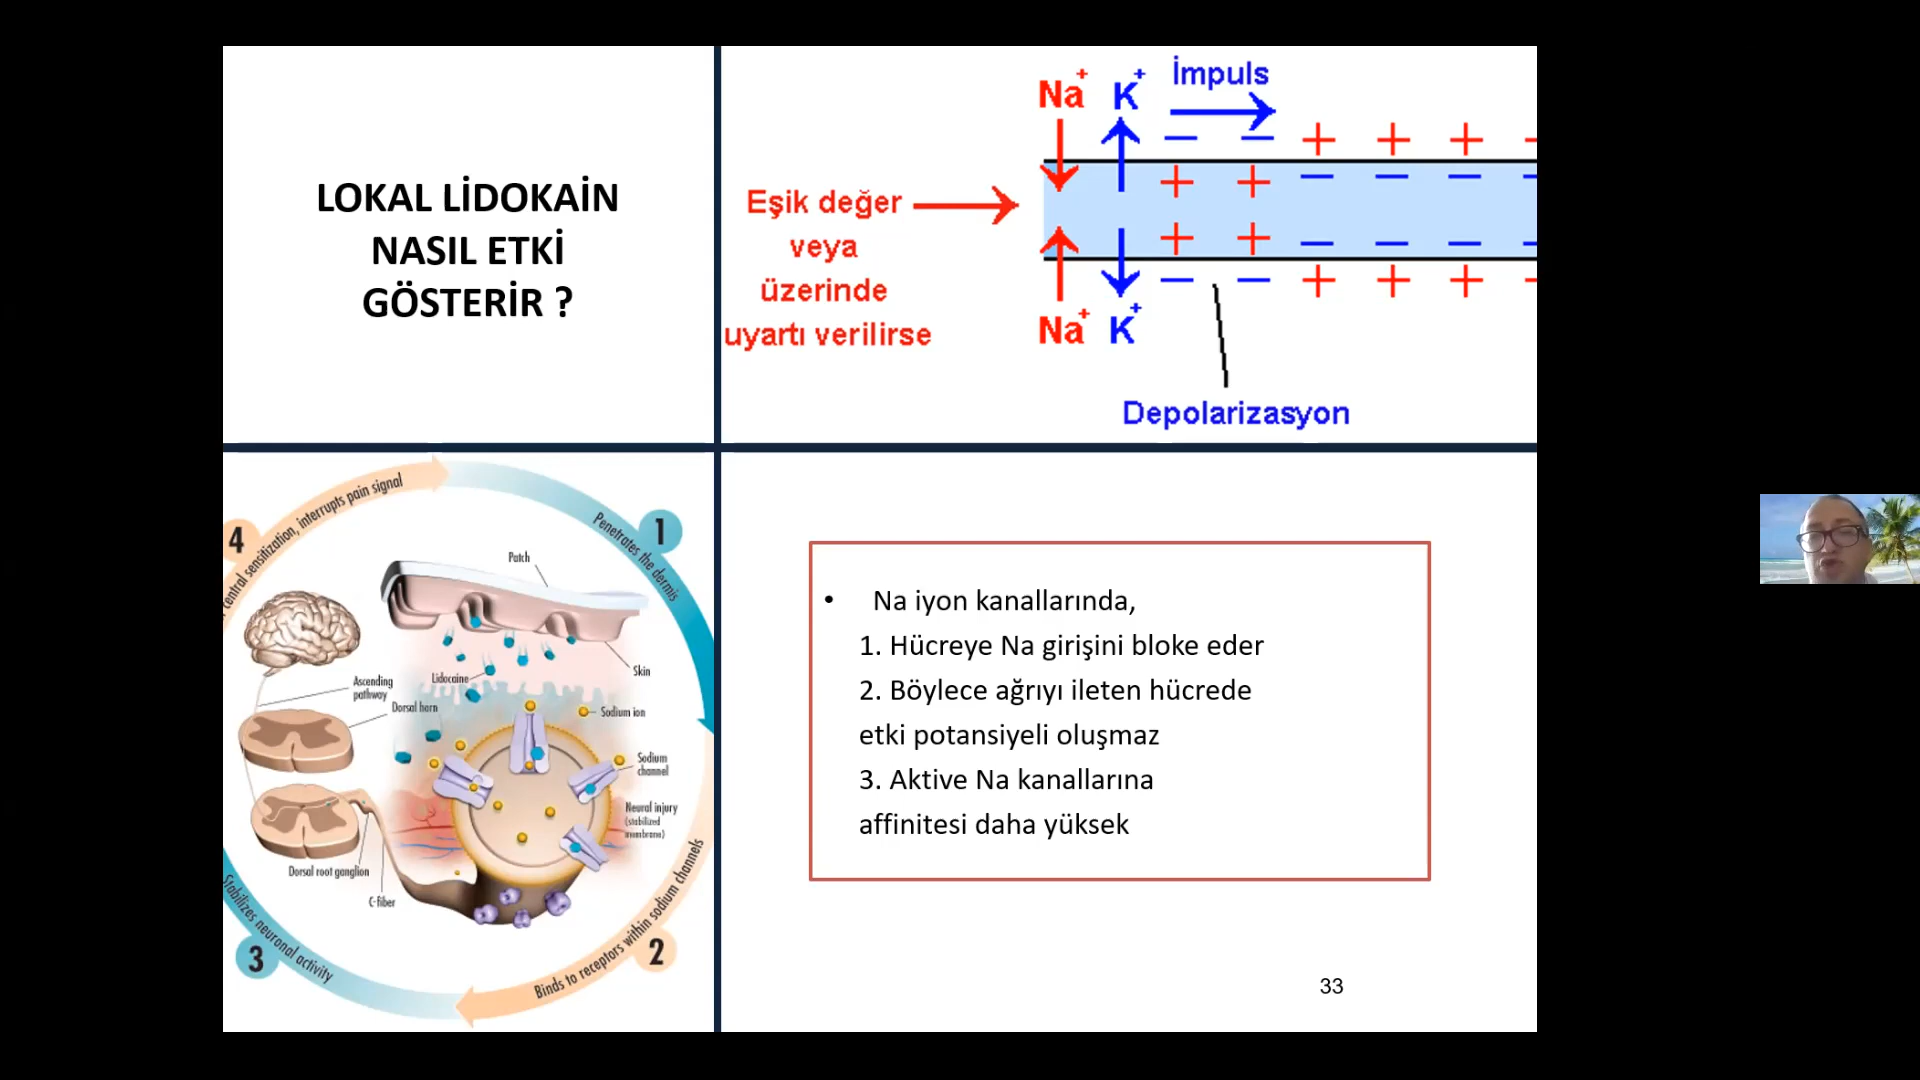 LOKAL LİDOKAİN
NASIL ETKİ
GÖSTERİR ?
Na+ K+ İmpuls
Eşik değer
veya
üzerinde
uyartı verilirse
Na+ K+
Depolarizasyon
4
central sensitization, interrupts pain signal
1
Penetrates the dermis
Patch
Skin
Lidocaine
Ascending
pathway
Dorsal horn
Sodium ion
Sodium
channel
Neural injury
(stabilized
membrane)
Dorsal root ganglion
C-fiber
3
Stabilizes neuronal activity
2
Binds to receptors within sodium channels
• Na iyon kanallarında,
1. Hücreye Na girişini bloke eder
2. Böylece ağrıyı ileten hücrede
etki potansiyeli oluşmaz
3. Aktive Na kanallarına
affinitesi daha yüksek
33